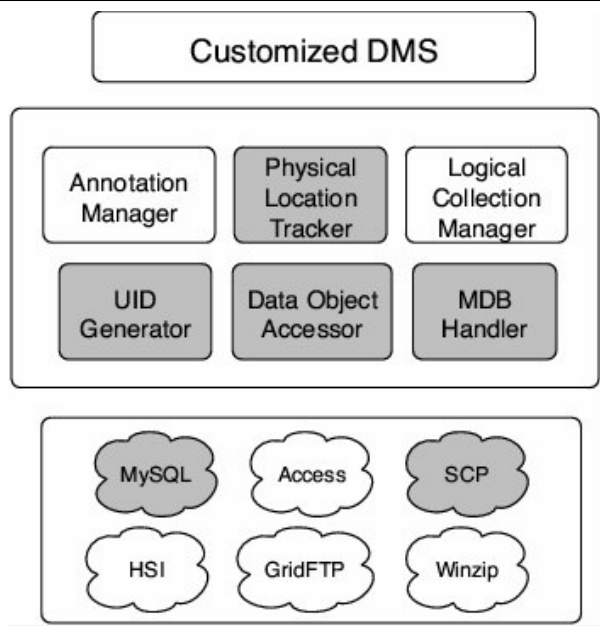 Customized DMS
Annotation
Manager
Physical
Location
Tracker
Logical
Collection
Manager
UID
Generator
Data Object
Accessor
MDB
Handler
MySQL
Access
SCP
HSI
GridFTP
Winzip